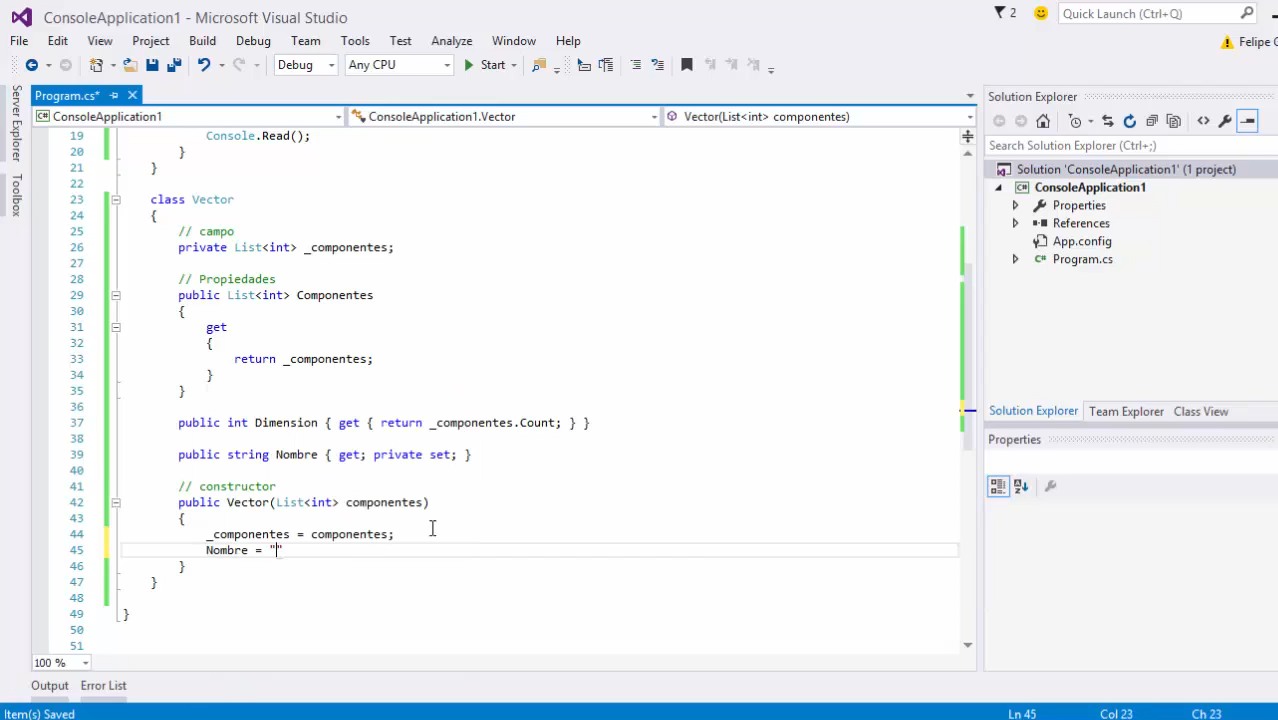 ConsoleApplication1 - Microsoft Visual Studio
2
Quick Launch (Ctrl+Q)
File Edit View Project Build Debug Team Tools Test Analyze Window Help
Felipe
Debug Any CPU Start
Server Explorer
Toolbox
Program.cs*
ConsoleApplication1 ConsoleApplication1.Vector Vector(List<int> componentes)
19 Console.Read();
20 }
21 }
22
23 class Vector
24 {
25 // campo
26 private List<int> _componentes;
27
28 // Propiedades
29 public List<int> Componentes
30 {
31 get
32 {
33 return _componentes;
34 }
35 }
36
37 public int Dimension { get { return _componentes.Count; } }
38
39 public string Nombre { get; private set; }
40
41 // constructor
42 public Vector(List<int> componentes)
43 {
44 _componentes = componentes;
45 Nombre = ""
46 }
47 }
48
49 }
50
51
100 %
Output Error List
Solution Explorer
Search Solution Explorer (Ctrl+;)
Solution 'ConsoleApplication1' (1 project)
ConsoleApplication1
Properties
References
App.config
Program.cs
Solution Explorer Team Explorer Class View
Properties
Item(s) Saved Ln 45 Col 23 Ch 23